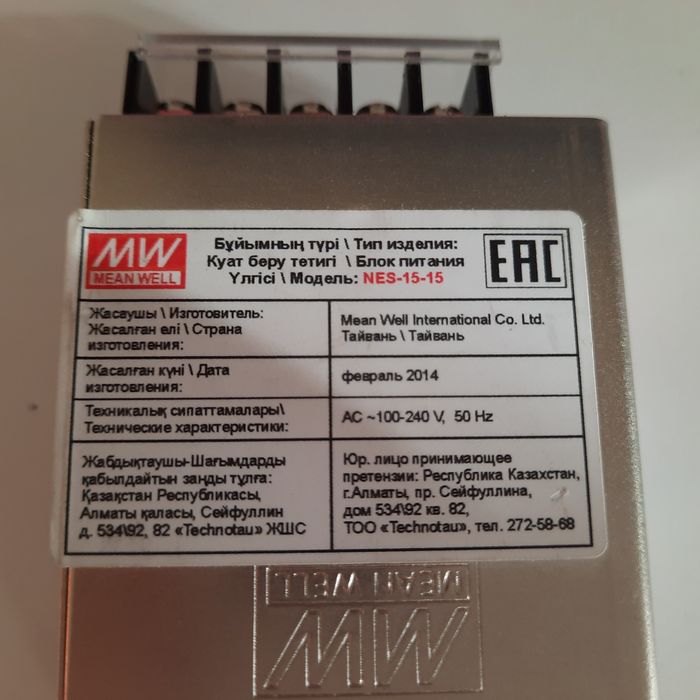 MW
MEAN WELL
Бұйымның түрі \ Тип изделия:
Куат беру тетигі \ Блок питания
Үлгісі \ Модель: NES-15-15
EAC
Жасаушы \ Изготовитель:
Жасалған елі \ Страна
изготовления:
Mean Well International Co. Ltd.
Тайвань \ Тайвань
Жасалған күні \ Дата
изготовления:
февраль 2014
Техникалық сипаттамалары\
Технические характеристики:
AC ~100-240 V, 50 Hz
Жабдықтаушы-Шағымдарды
қабылдайтын заңды тұлға:
Қазақстан Республикасы,
Алматы қаласы, Сейфуллин
д. 534\92, 82 «Technotau» ЖШС
Юр. лицо принимающее
претензии: Республика Казахстан,
г.Алматы, пр. Сейфуллина,
дом 534\92 кв. 82,
ТОО «Technotau», тел. 272-58-68
MEAN WELL
MW